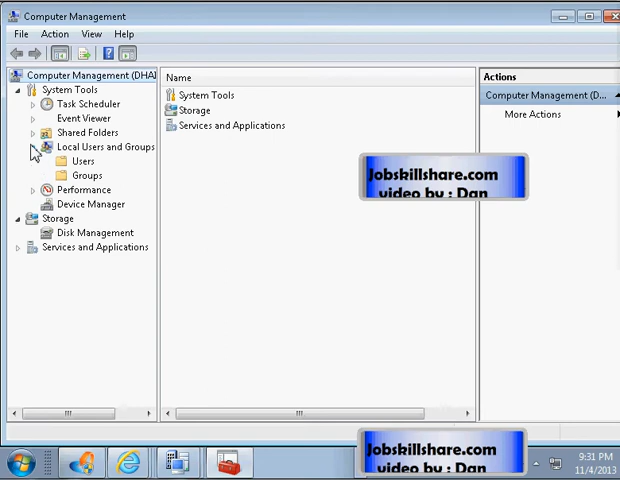 Computer Management
File Action View Help
Computer Management (DHA
System Tools
Task Scheduler
Event Viewer
Shared Folders
Local Users and Groups
Users
Groups
Performance
Device Manager
Storage
Disk Management
Services and Applications
Name
System Tools
Storage
Services and Applications
Actions
Computer Management (D...
More Actions
Jobskillshare.com
video by : Dan
Jobskillshare.com
video by : Dan
9:31 PM
11/4/2013